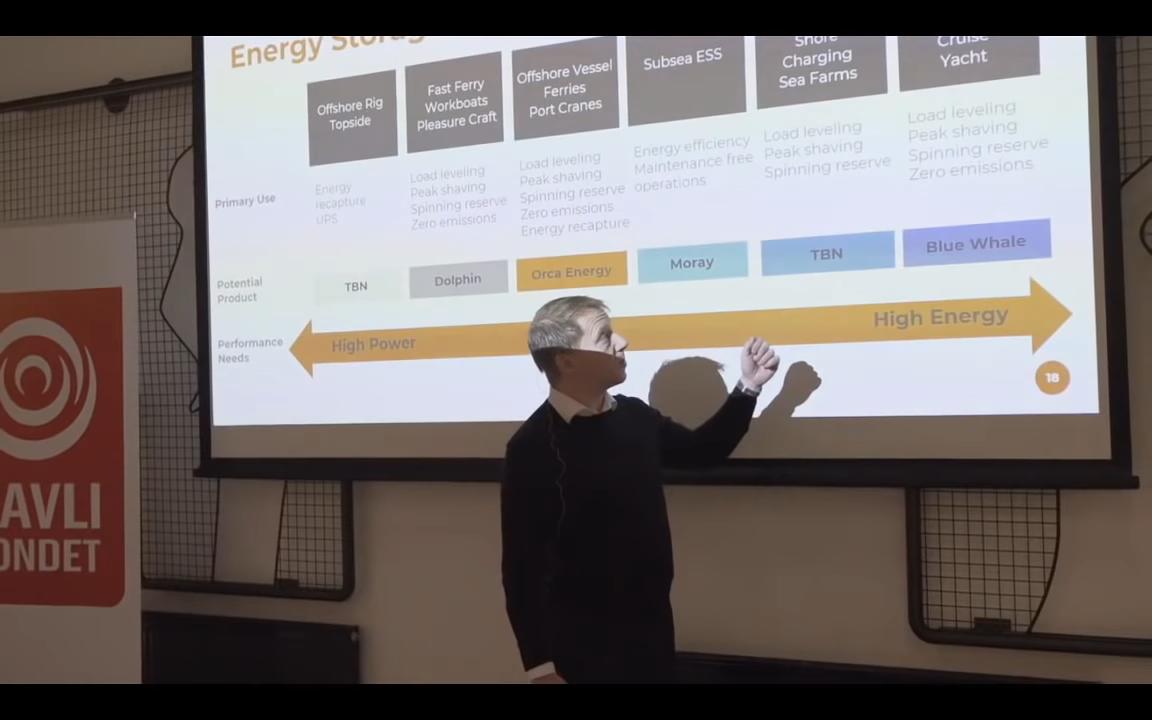 Energy Storag
Offshore Rig
Topside
Fast Ferry
Workboats
Pleasure Craft
Offshore Vessel
Ferries
Port Cranes
Subsea ESS
Shore
Charging
Sea Farms
Cruise
Yacht
Primary Use
Energy
recapture
UPS
Load leveling
Peak shaving
Spinning reserve
Zero emissions
Load leveling
Peak shaving
Spinning reserve
Zero emissions
Energy recapture
Energy efficiency
Maintenance free
operations
Load leveling
Peak shaving
Spinning reserve
Load leveling
Peak shaving
Spinning reserve
Zero emissions
Potential
Product
TBN
Dolphin
Orca Energy
Moray
TBN
Blue Whale
Performance
Needs
High Power
High Energy
18
AVLI
ONDET